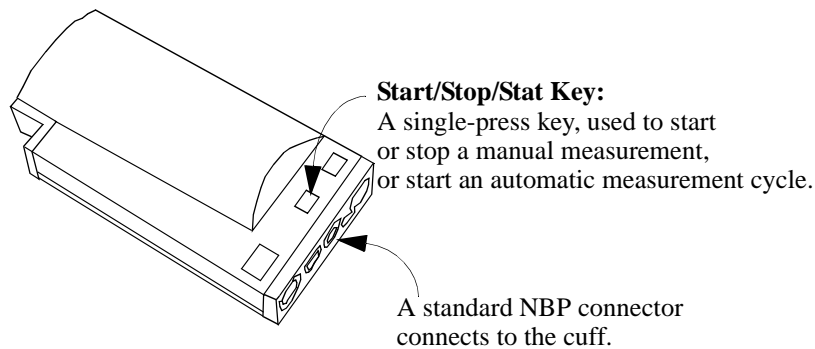 Start/Stop/Stat Key:
A single-press key, used to start
or stop a manual measurement,
or start an automatic measurement cycle.
A standard NBP connector
connects to the cuff.